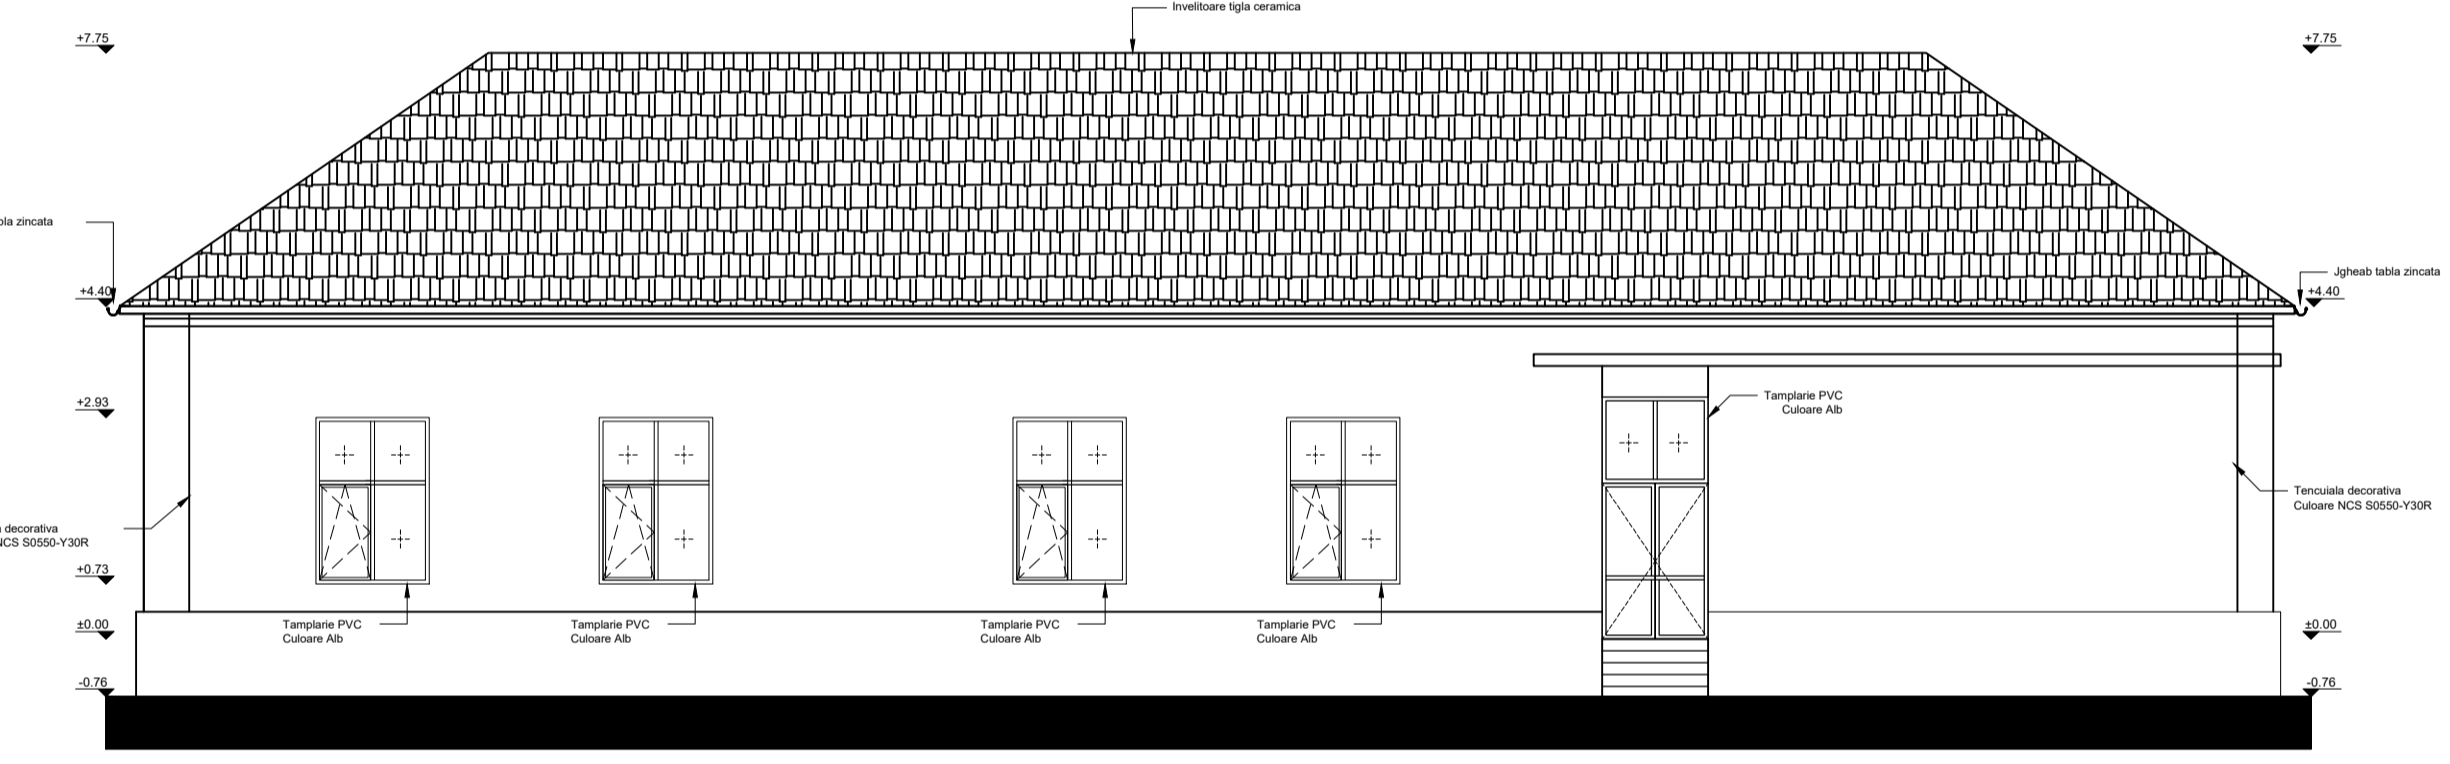 Invelitoare tigla ceramica
+7.75
+7.75
zincata
Jgheab tabla zincata
+4.40
+4.40
Tamplarie PVC
Culoare Alb
+2.93
Tencuiala decorativa
Culoare NCS S0550-Y30R
decorativa
NCS S0550-Y30R
+0.73
±0.00
Tamplarie PVC
Culoare Alb
Tamplarie PVC
Culoare Alb
Tamplarie PVC
Culoare Alb
Tamplarie PVC
Culoare Alb
±0.00
-0.76
-0.76